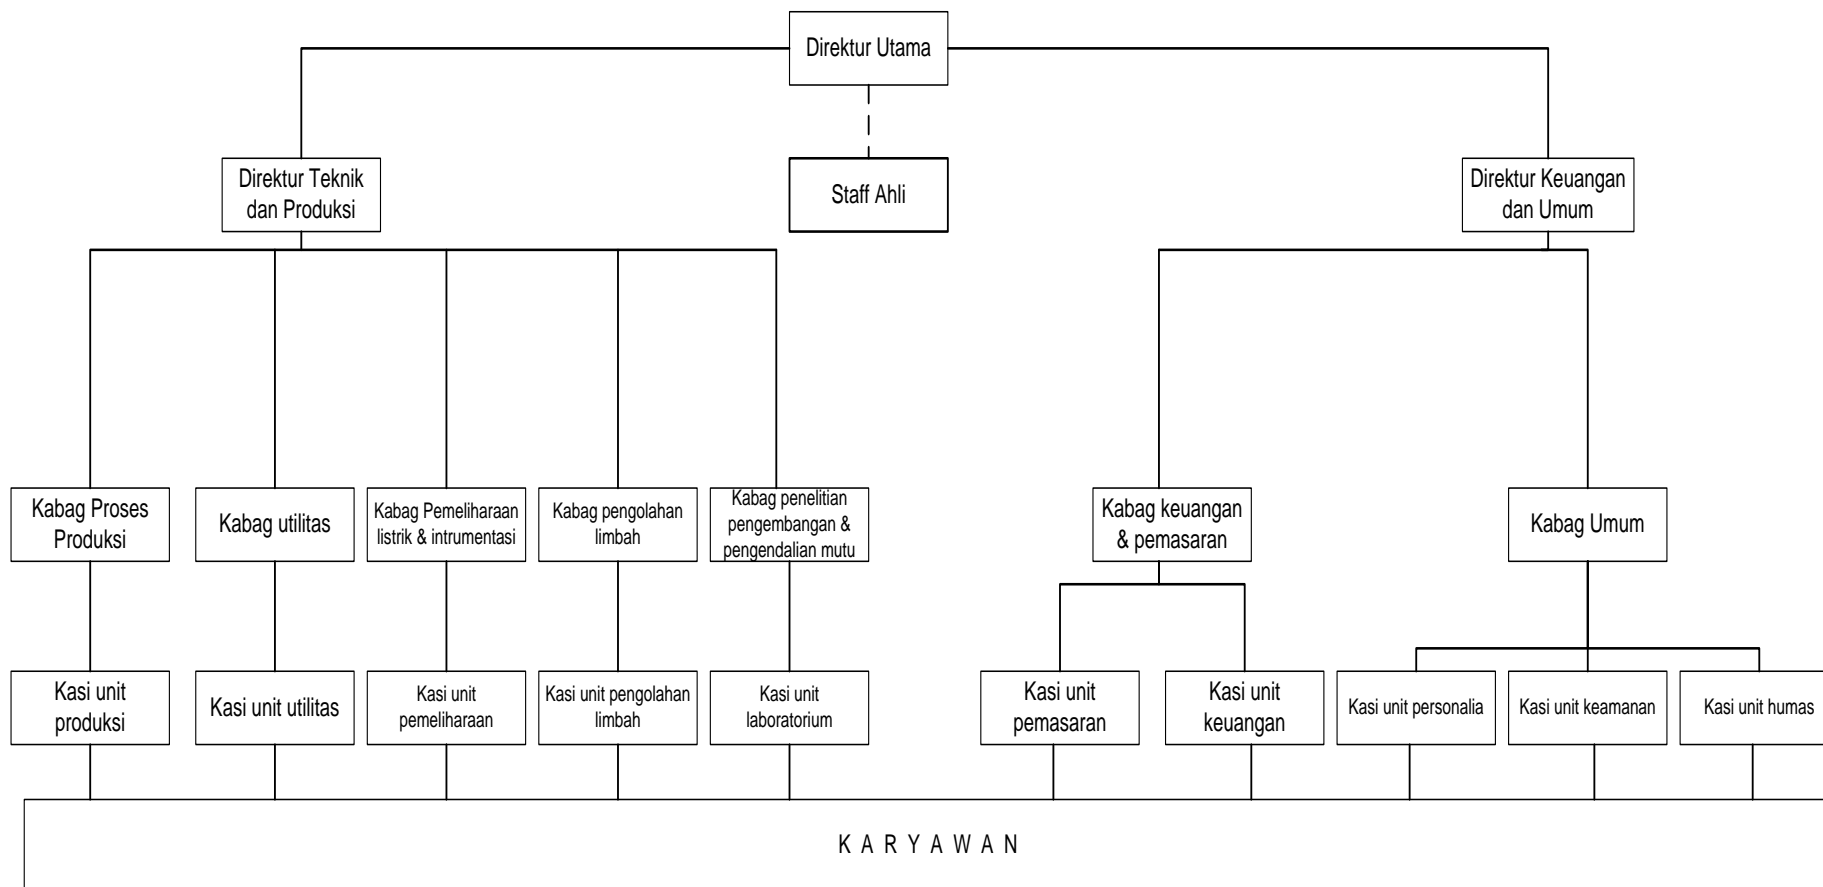 Direktur Utama
Direktur Teknik
dan Produksi
Staff Ahli
Direktur Keuangan
dan Umum
Kabag Proses
Produksi
Kabag utilitas
Kabag Pemeliharaan
listrik & intrumentasi
Kabag pengolahan
limbah
Kabag penelitian
pengembangan &
pengendalian mutu
Kabag keuangan
& pemasaran
Kabag Umum
Kasi unit
produksi
Kasi unit utilitas
Kasi unit
pemeliharaan
Kasi unit pengolahan
limbah
Kasi unit
laboratorium
Kasi unit
pemasaran
Kasi unit
keuangan
Kasi unit personalia
Kasi unit keamanan
Kasi unit humas
K A R Y A W A N